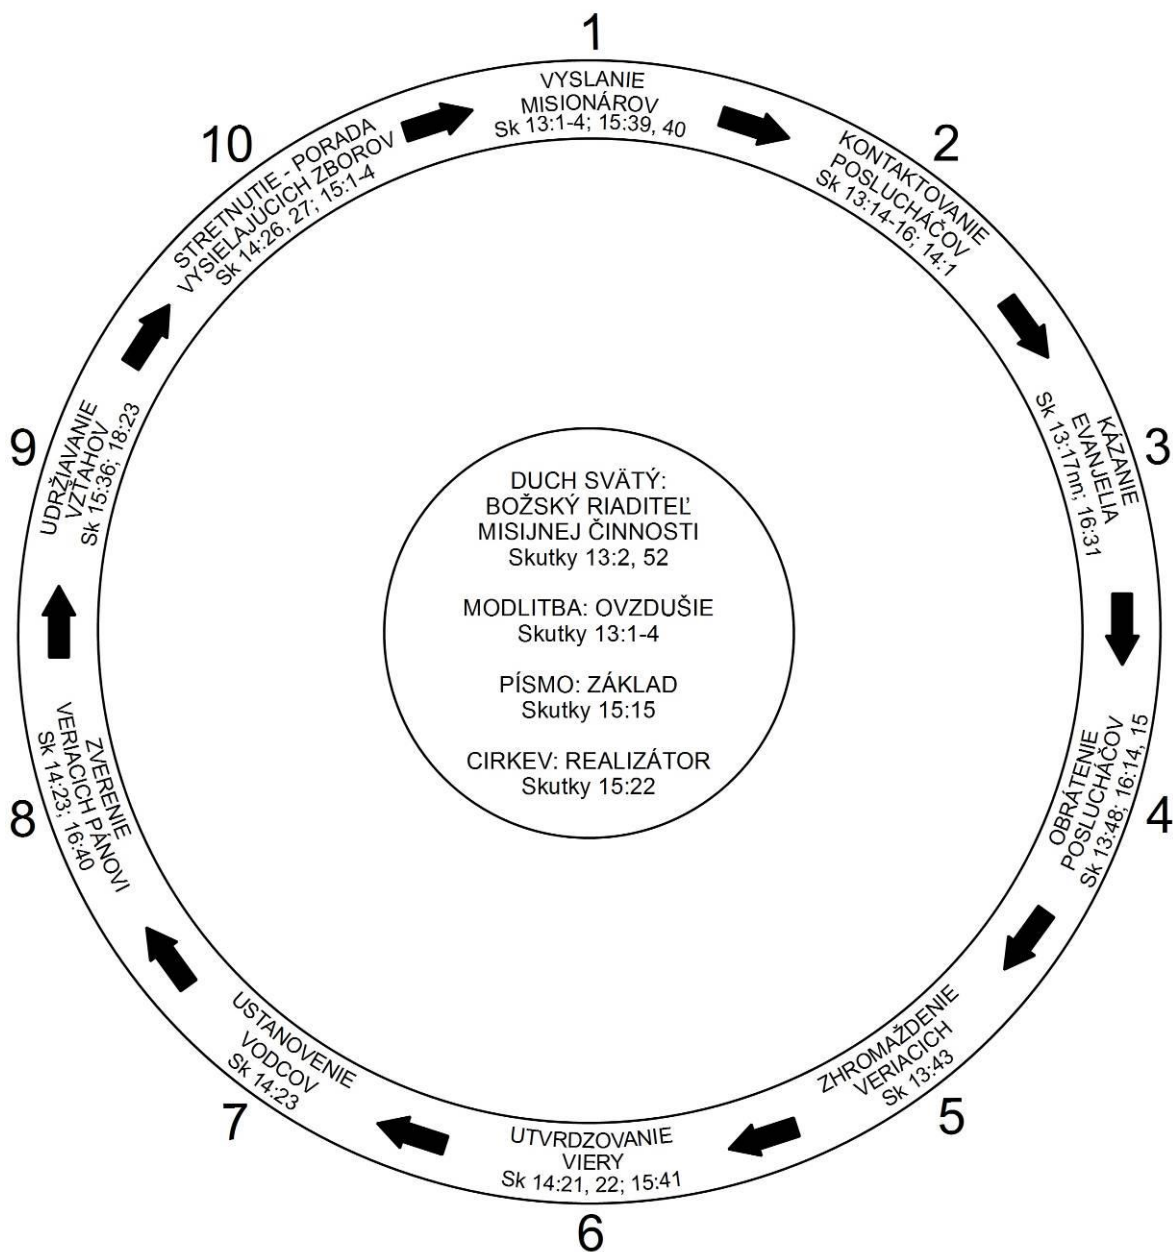 1
VYSLANIE
MISIONÁROV
Sk 13:1-4; 15:39, 40
2
KONTAKTOVANIE
POSLUCHÁČOV
Sk 13:14-16; 14:1
3
KÁZANIE
EVANJELIA
Sk 13:17nn; 16:31
4
OBRÁTENIE
POSLUCHÁČOV
Sk 13:48; 16:14, 15
5
ZHROMAŽDENIE
VERIACICH
Sk 13:43
6
UTVRDZOVANIE
VIERY
Sk 14:21, 22; 15:41
7
USTANOVENIE
VODCOV
Sk 14:23
8
ZVERENIE
VERIACICH PÁNOVI
Sk 14:23; 16:40
9
UDRŽIAVANIE
VZŤAHOV
Sk 15:36; 18:23
10
STRETNUTIE - PORADA
VYSIELAJÚCICH ZBOROV
Sk 14:26, 27; 15:1-4
DUCH SVÄTÝ:
BOŽSKÝ RIADITEĽ
MISIJNEJ ČINNOSTI
Skutky 13:2, 52
MODLITBA: OVZDUŠIE
Skutky 13:1-4
PÍSMO: ZÁKLAD
Skutky 15:15
CIRKEV: REALIZÁTOR
Skutky 15:22